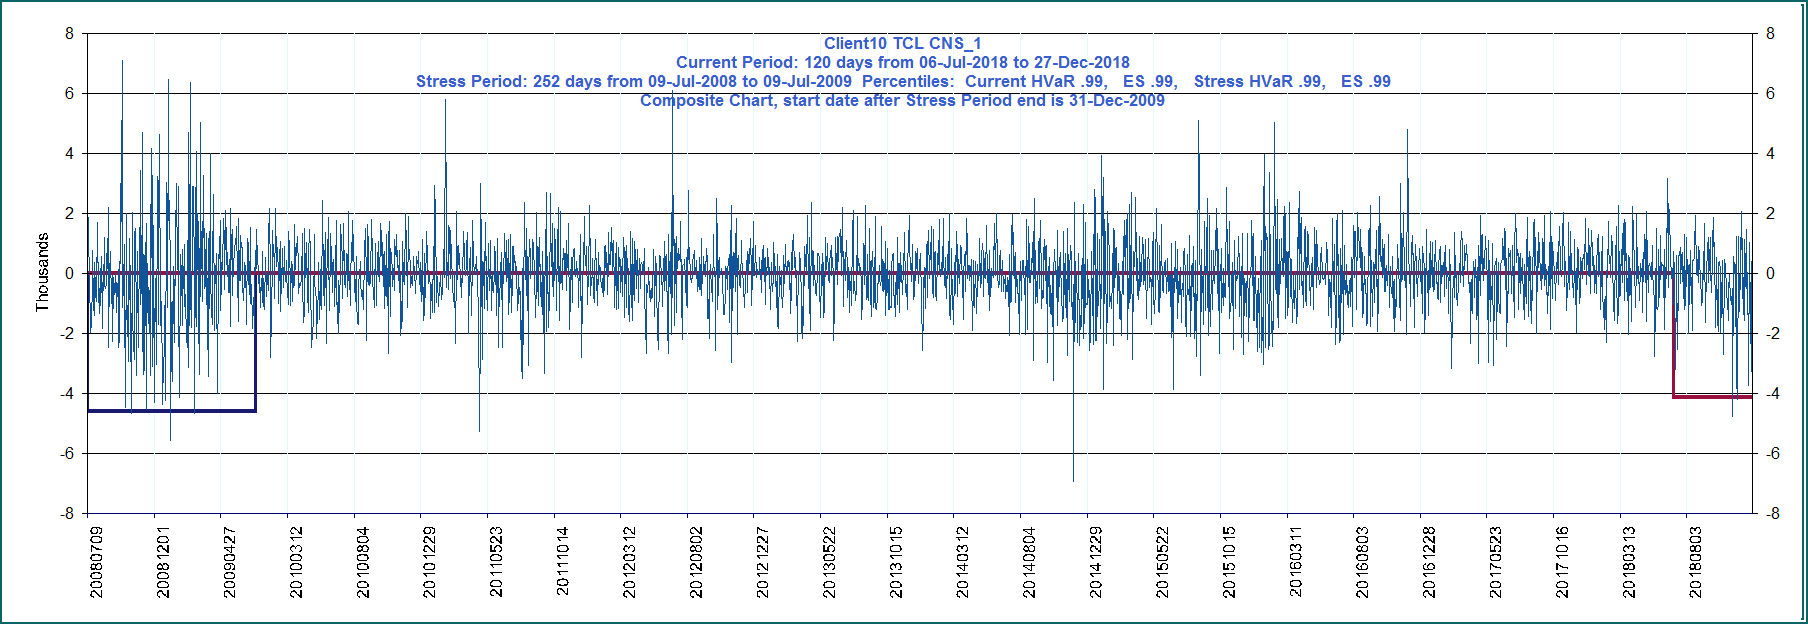 Client10 TCL CNS_1
Current Period: 120 days from 06-Jul-2018 to 27-Dec-2018
Stress Period: 252 days from 09-Jul-2008 to 09-Jul-2009  Percentiles:  Current HVaR .99,   ES .99,   Stress HVaR .99,   ES .99
Composite Chart, start date after Stress Period end is 31-Dec-2009
8 8
6 6
4 4
2 2
0 0
-2 -2
-4 -4
-6 -6
-8 -8
Thousands
20080709 20081201 20090427 20100312 20100804 20101229 20110523 20111014 20120312 20120802 20121227 20130522 20131015 20140312 20140804 20141229 20150522 20151015 20160311 20160803 20161228 20170523 20171016 20180313 20180803